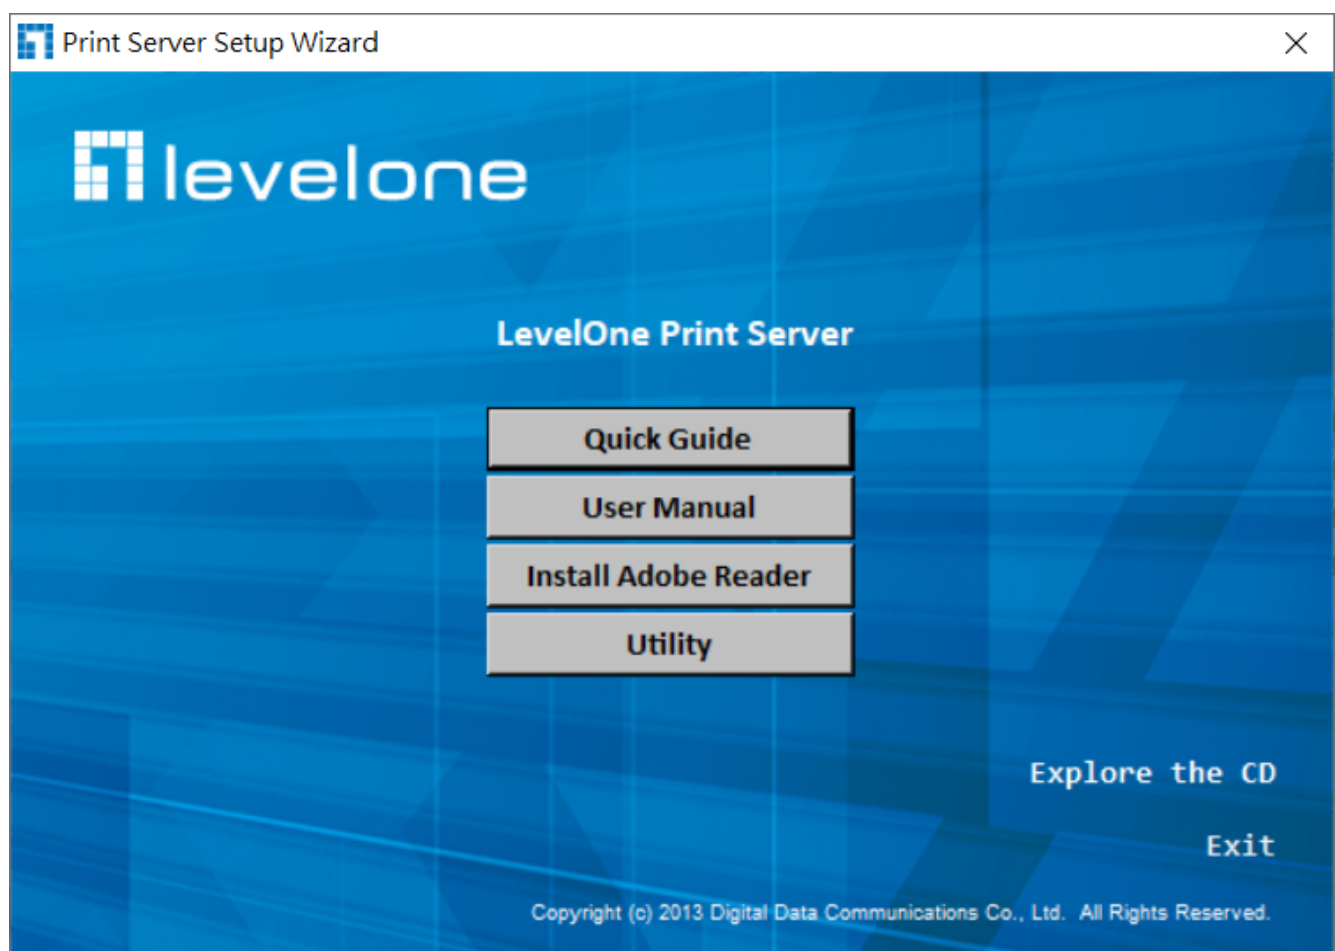 Print Server Setup Wizard
levelone
LevelOne Print Server
Quick Guide
User Manual
Install Adobe Reader
Utility
Explore the CD
Exit
Copyright (c) 2013 Digital Data Communications Co., Ltd. All Rights Reserved.